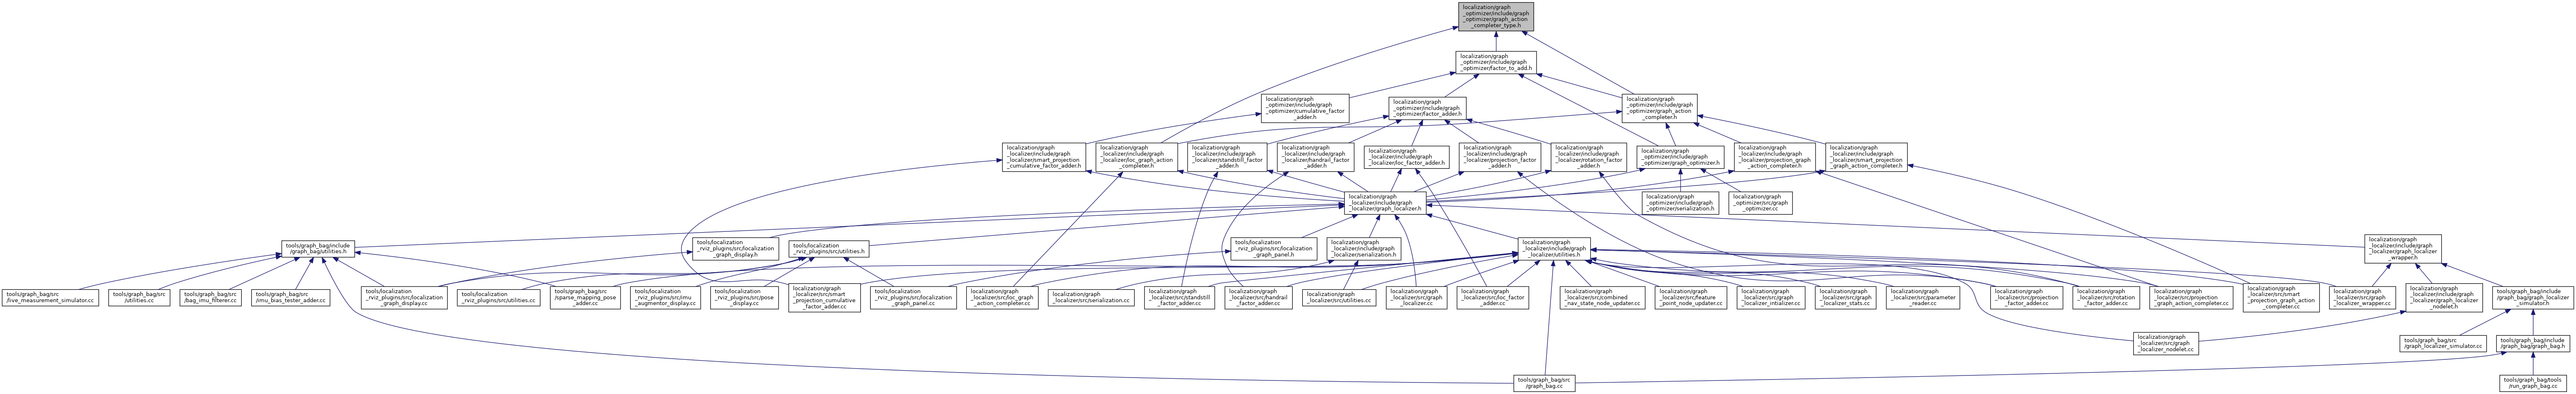 localization/graph
_optimizer/include/graph
_optimizer/graph_action
_completer_type.h
localization/graph
_optimizer/include/graph
_optimizer/factor_to_add.h
localization/graph
_optimizer/include/graph
_optimizer/cumulative_factor
_adder.h
localization/graph
_optimizer/include/graph
_optimizer/factor_adder.h
localization/graph
_optimizer/include/graph
_optimizer/graph_action
_completer.h
localization/graph
_localizer/include/graph
_localizer/smart_projection
_cumulative_factor_adder.h
localization/graph
_localizer/include/graph
_localizer/loc_graph_action
_completer.h
localization/graph
_localizer/include/graph
_localizer/standstill_factor
_adder.h
localization/graph
_localizer/include/graph
_localizer/handrail_factor
_adder.h
localization/graph
_localizer/include/graph
_localizer/loc_factor_adder.h
localization/graph
_localizer/include/graph
_localizer/projection_factor
_adder.h
localization/graph
_localizer/include/graph
_localizer/rotation_factor
_adder.h
localization/graph
_optimizer/include/graph
_optimizer/graph_optimizer.h
localization/graph
_localizer/include/graph
_localizer/projection_graph
_action_completer.h
localization/graph
_localizer/include/graph
_localizer/smart_projection
_graph_action_completer.h
localization/graph
_localizer/include/graph
_localizer/graph_localizer.h
localization/graph
_optimizer/include/graph
_optimizer/serialization.h
localization/graph
_optimizer/src/graph
_optimizer.cc
tools/graph_bag/include
/graph_bag/utilities.h
tools/localization
_rviz_plugins/src/localization
_graph_display.h
tools/localization
_rviz_plugins/src/utilities.h
tools/localization
_rviz_plugins/src/localization
_graph_panel.h
localization/graph
_localizer/include/graph
_localizer/serialization.h
localization/graph
_localizer/include/graph
_localizer/utilities.h
localization/graph
_localizer/include/graph
_localizer/graph_localizer
_wrapper.h
tools/graph_bag/src
/live_measurement_simulator.cc
tools/graph_bag/src
/utilities.cc
tools/graph_bag/src
/bag_imu_filterer.cc
tools/graph_bag/src
/imu_bias_tester_adder.cc
tools/localization
_rviz_plugins/src/localization
_graph_display.cc
tools/localization
_rviz_plugins/src/utilities.cc
tools/graph_bag/src
/sparse_mapping_pose
_adder.cc
tools/localization
_rviz_plugins/src/imu
_augmentor_display.cc
tools/localization
_rviz_plugins/src/pose
_display.cc
localization/graph
_localizer/src/smart
_projection_cumulative
_factor_adder.cc
tools/localization
_rviz_plugins/src/localization
_graph_panel.cc
localization/graph
_localizer/src/loc_graph
_action_completer.cc
localization/graph
_localizer/src/serialization.cc
localization/graph
_localizer/src/standstill
_factor_adder.cc
localization/graph
_localizer/src/handrail
_factor_adder.cc
localization/graph
_localizer/src/utilities.cc
localization/graph
_localizer/src/graph
_localizer.cc
localization/graph
_localizer/src/loc_factor
_adder.cc
localization/graph
_localizer/src/combined
_nav_state_node_updater.cc
localization/graph
_localizer/src/feature
_point_node_updater.cc
localization/graph
_localizer/src/graph
_localizer_intializer.cc
localization/graph
_localizer/src/graph
_localizer_stats.cc
localization/graph
_localizer/src/parameter
_reader.cc
localization/graph
_localizer/src/projection
_factor_adder.cc
localization/graph
_localizer/src/rotation
_factor_adder.cc
localization/graph
_localizer/src/projection
_graph_action_completer.cc
localization/graph
_localizer/src/smart
_projection_graph_action
_completer.cc
localization/graph
_localizer/src/graph
_localizer_wrapper.cc
localization/graph
_localizer/include/graph
_localizer/graph_localizer
_nodelet.h
tools/graph_bag/include
/graph_bag/graph_localizer
_simulator.h
localization/graph
_localizer/src/graph
_localizer_nodelet.cc
tools/graph_bag/src
/graph_localizer_simulator.cc
tools/graph_bag/include
/graph_bag/graph_bag.h
tools/graph_bag/src
/graph_bag.cc
tools/graph_bag/tools
/run_graph_bag.cc